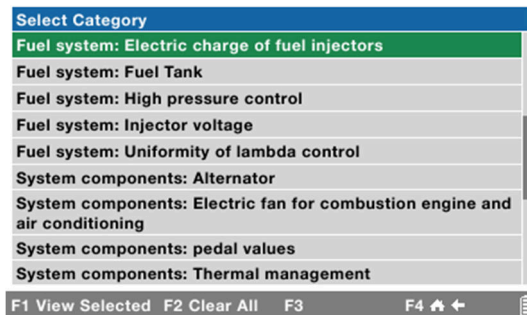 Select Category
Fuel system: Electric charge of fuel injectors
Fuel system: Fuel Tank
Fuel system: High pressure control
Fuel system: Injector voltage
Fuel system: Uniformity of lambda control
System components: Alternator
System components: Electric fan for combustion engine and
air conditioning
System components: pedal values
System components: Thermal management
F1 View Selected F2 Clear All F3 F4